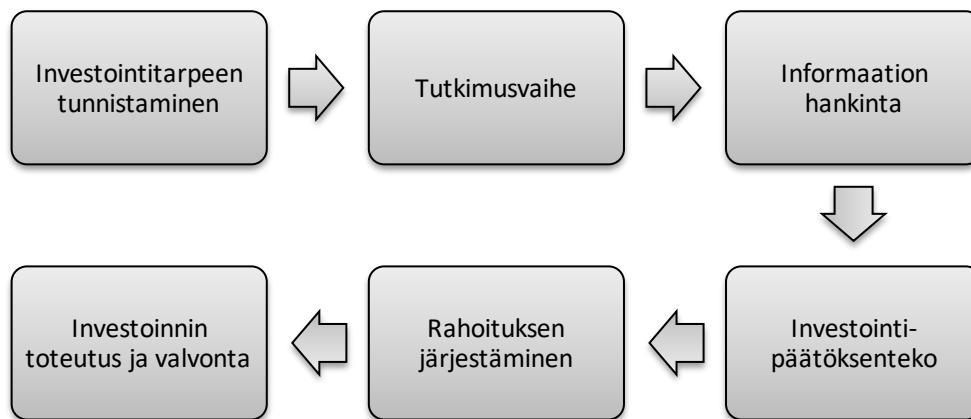 Investointitarpeen
tunnistaminen
Tutkimusvaihe
Informaation
hankinta
Investointi-
päätöksenteko
Rahoituksen
järjestäminen
Investoinnin
toteutus ja valvonta